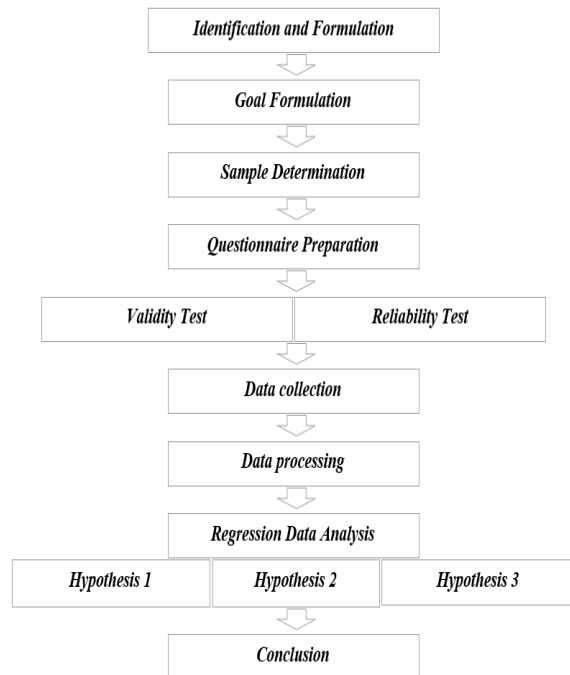 Identification and Formulation
Goal Formulation
Sample Determination
Questionnaire Preparation
Validity Test
Reliability Test
Data collection
Data processing
Regression Data Analysis
Hypothesis 1
Hypothesis 2
Hypothesis 3
Conclusion